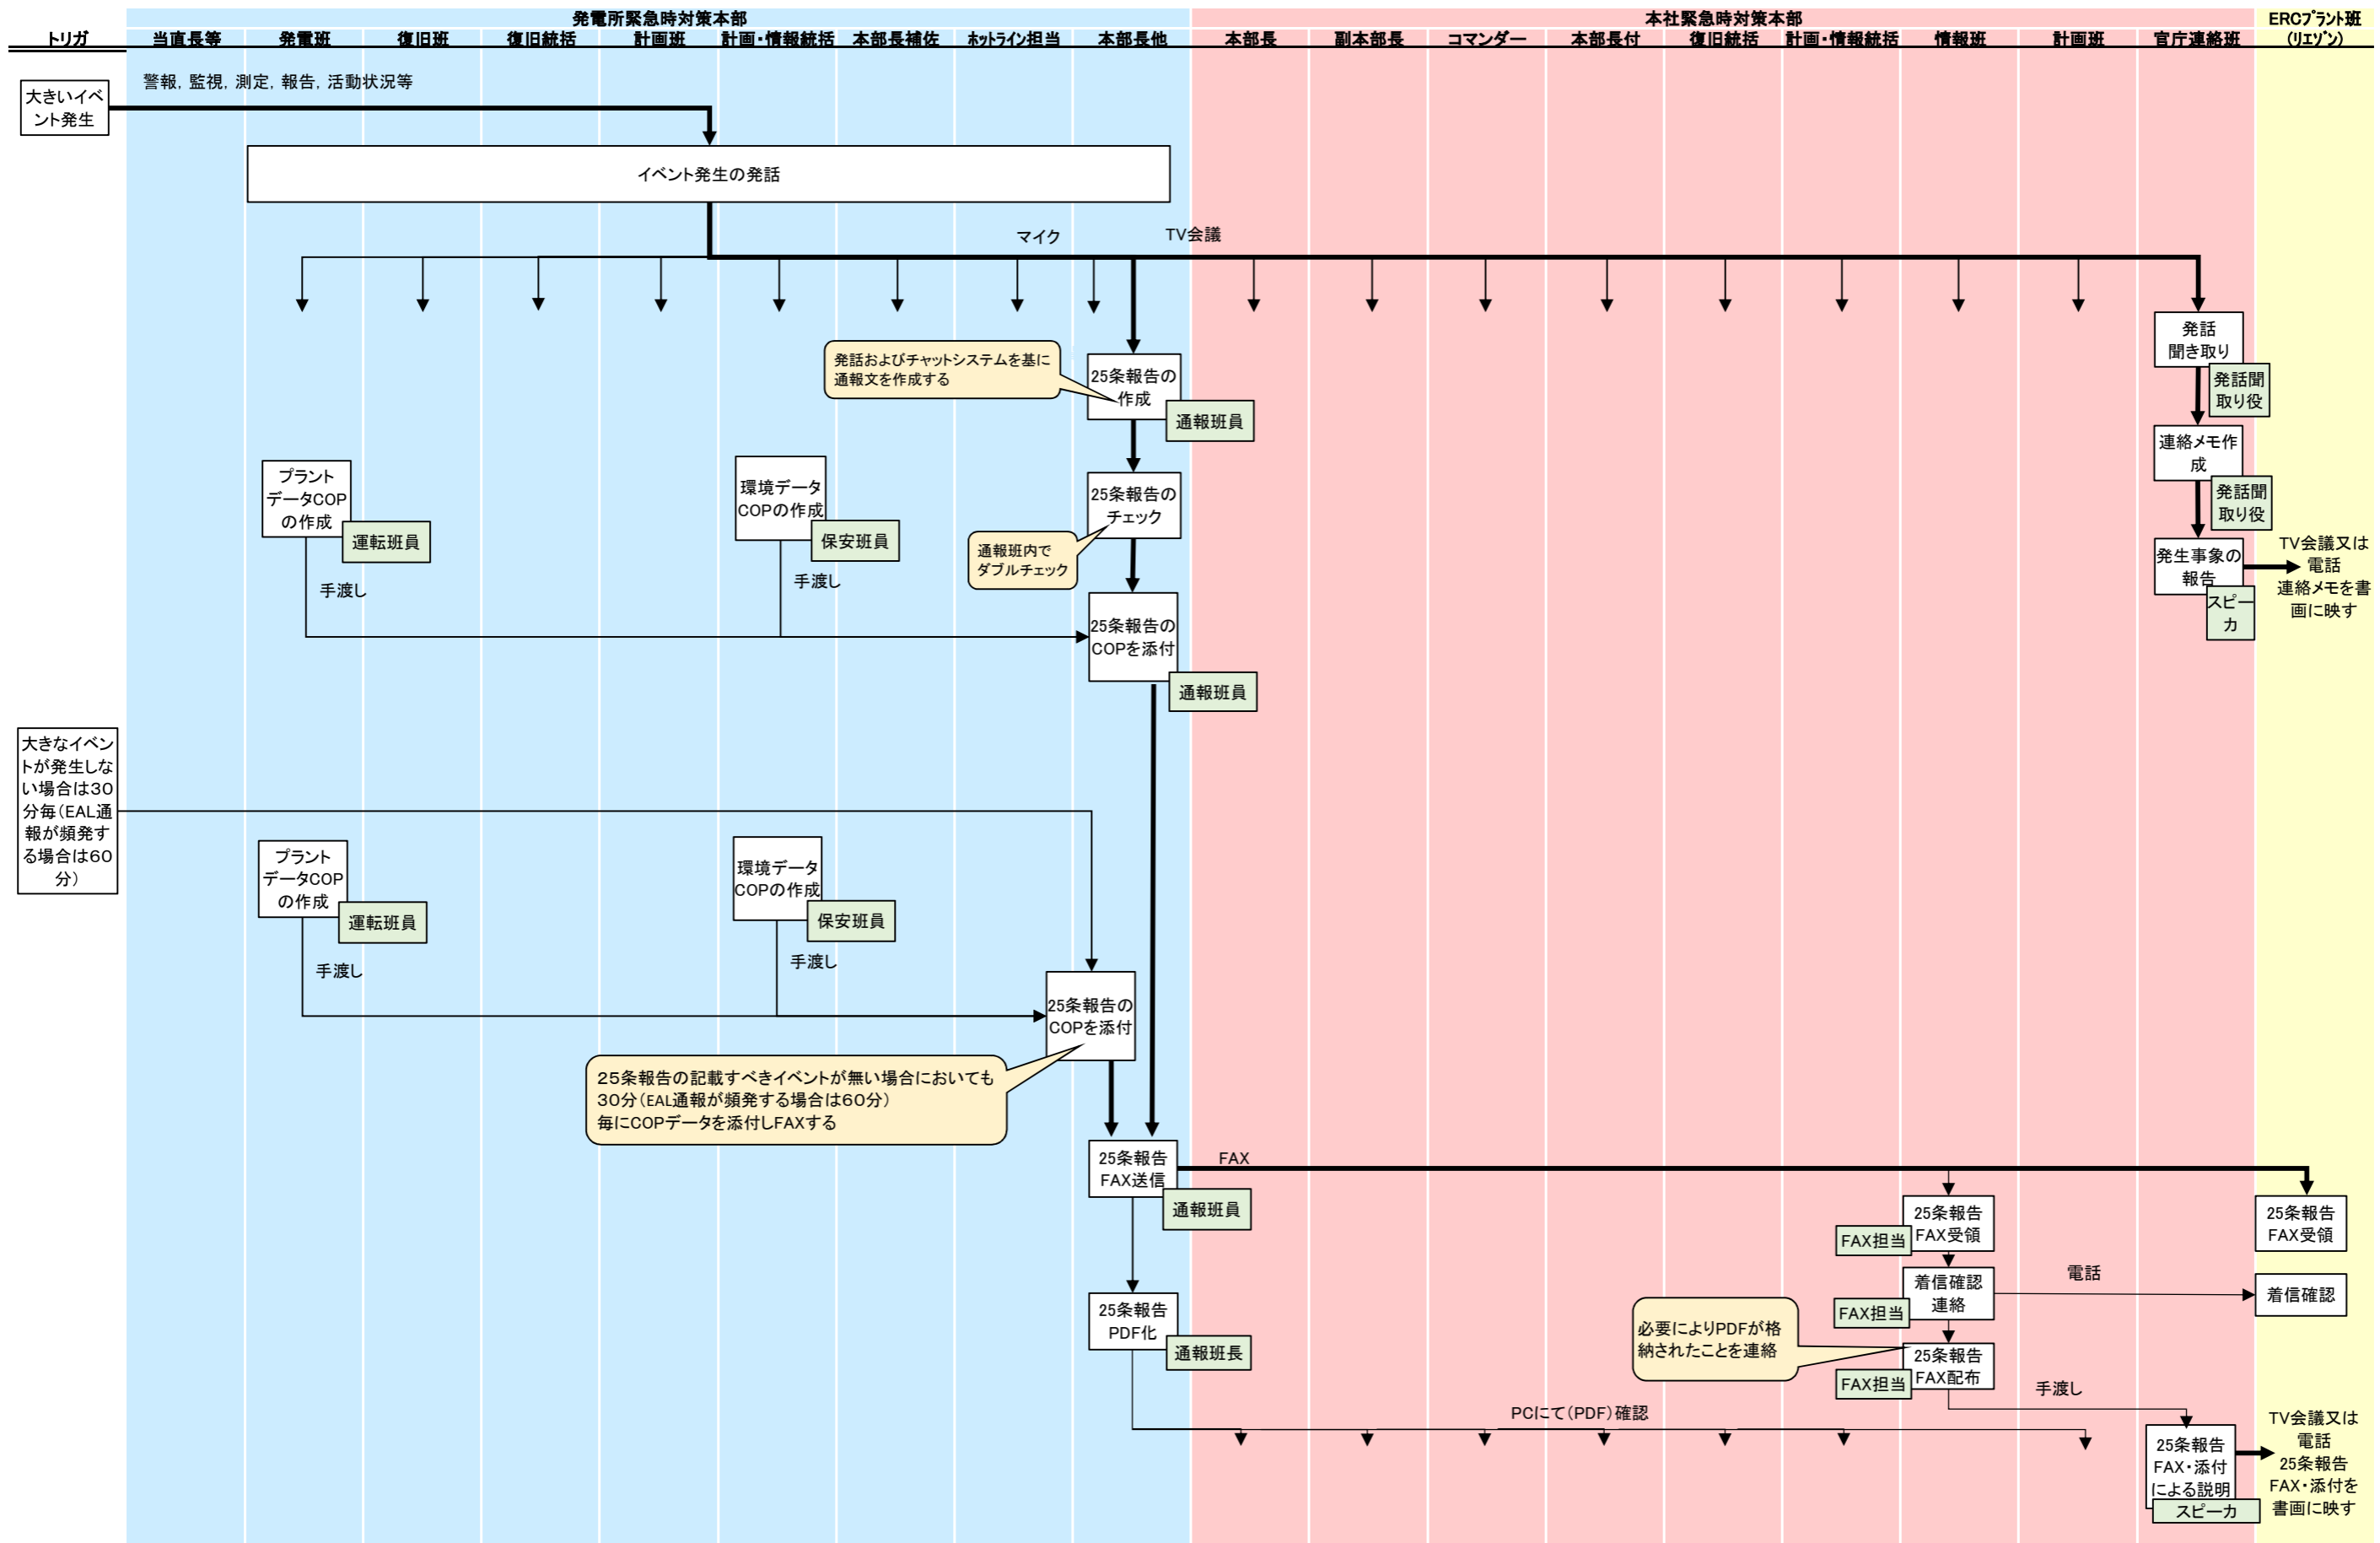 発電所緊急時対策本部
本社緊急時対策本部
ERCﾌﾟﾗﾝﾄ班
(ﾘｴｿﾞﾝ)
トリガ
当直長等
発電班
復旧班
復旧統括
計画班
計画・情報統括
本部長補佐
ﾎｯﾄﾗｲﾝ担当
本部長他
本部長
副本部長
コマンダー
本部長付
復旧統括
計画・情報統括
情報班
計画班
官庁連絡班
警報，監視，測定，報告，活動状況等
大きいイベ
ント発生
イベント発生の発話
マイク
TV会議
発話
聞き取り
発話聞
取り役
発話およびチャットシステムを基に
通報文を作成する
25条報告の
作成
通報班員
連絡メモ作
成
発話聞
取り役
プラント
データCOP
の作成
運転班員
手渡し
環境データ
COPの作成
保安班員
手渡し
25条報告の
チェック
通報班内で
ダブルチェック
発生事象の
報告
スピー
カ
TV会議又は
電話
連絡メモを書
画に映す
25条報告の
COPを添付
通報班員
大きなイベン
トが発生しな
い場合は30
分毎（EAL通
報が頻発す
る場合は60
分）
プラント
データCOP
の作成
運転班員
手渡し
環境データ
COPの作成
保安班員
手渡し
25条報告の
COPを添付
２５条報告の記載すべきイベントが無い場合においても
３０分（EAL通報が頻発する場合は６０分）
毎にCOPデータを添付しFAXする
25条報告
FAX送信
通報班員
FAX
25条報告
FAX受領
FAX担当
25条報告
FAX受領
着信確認
連絡
FAX担当
電話
着信確認
25条報告
PDF化
通報班長
必要によりPDFが格
納されたことを連絡
25条報告
FAX配布
FAX担当
手渡し
PCにて（PDF）確認
25条報告
FAX・添付
による説明
スピーカ
TV会議又は
電話
25条報告
FAX・添付を
書画に映す